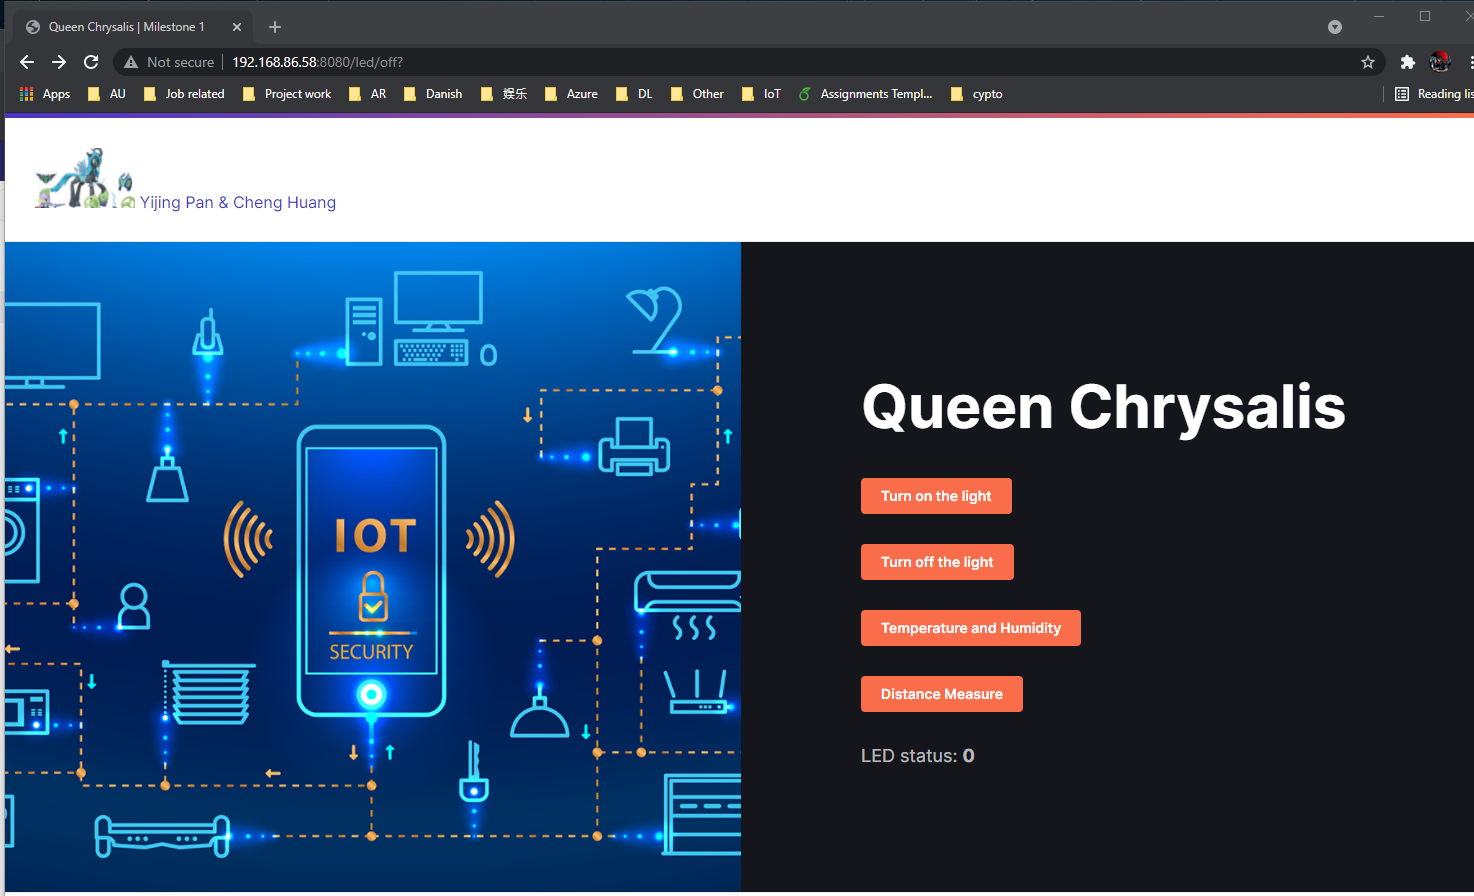 Queen Chrysalis | Milestone 1
Not secure 192.168.86.58:8080/led/off?
Apps AU Job related Project work AR Danish 娱乐 Azure DL Other IoT Assignments Templ... cypto Reading lis
Yijing Pan & Cheng Huang
IOT
SECURITY
Queen Chrysalis
Turn on the light
Turn off the light
Temperature and Humidity
Distance Measure
LED status: 0